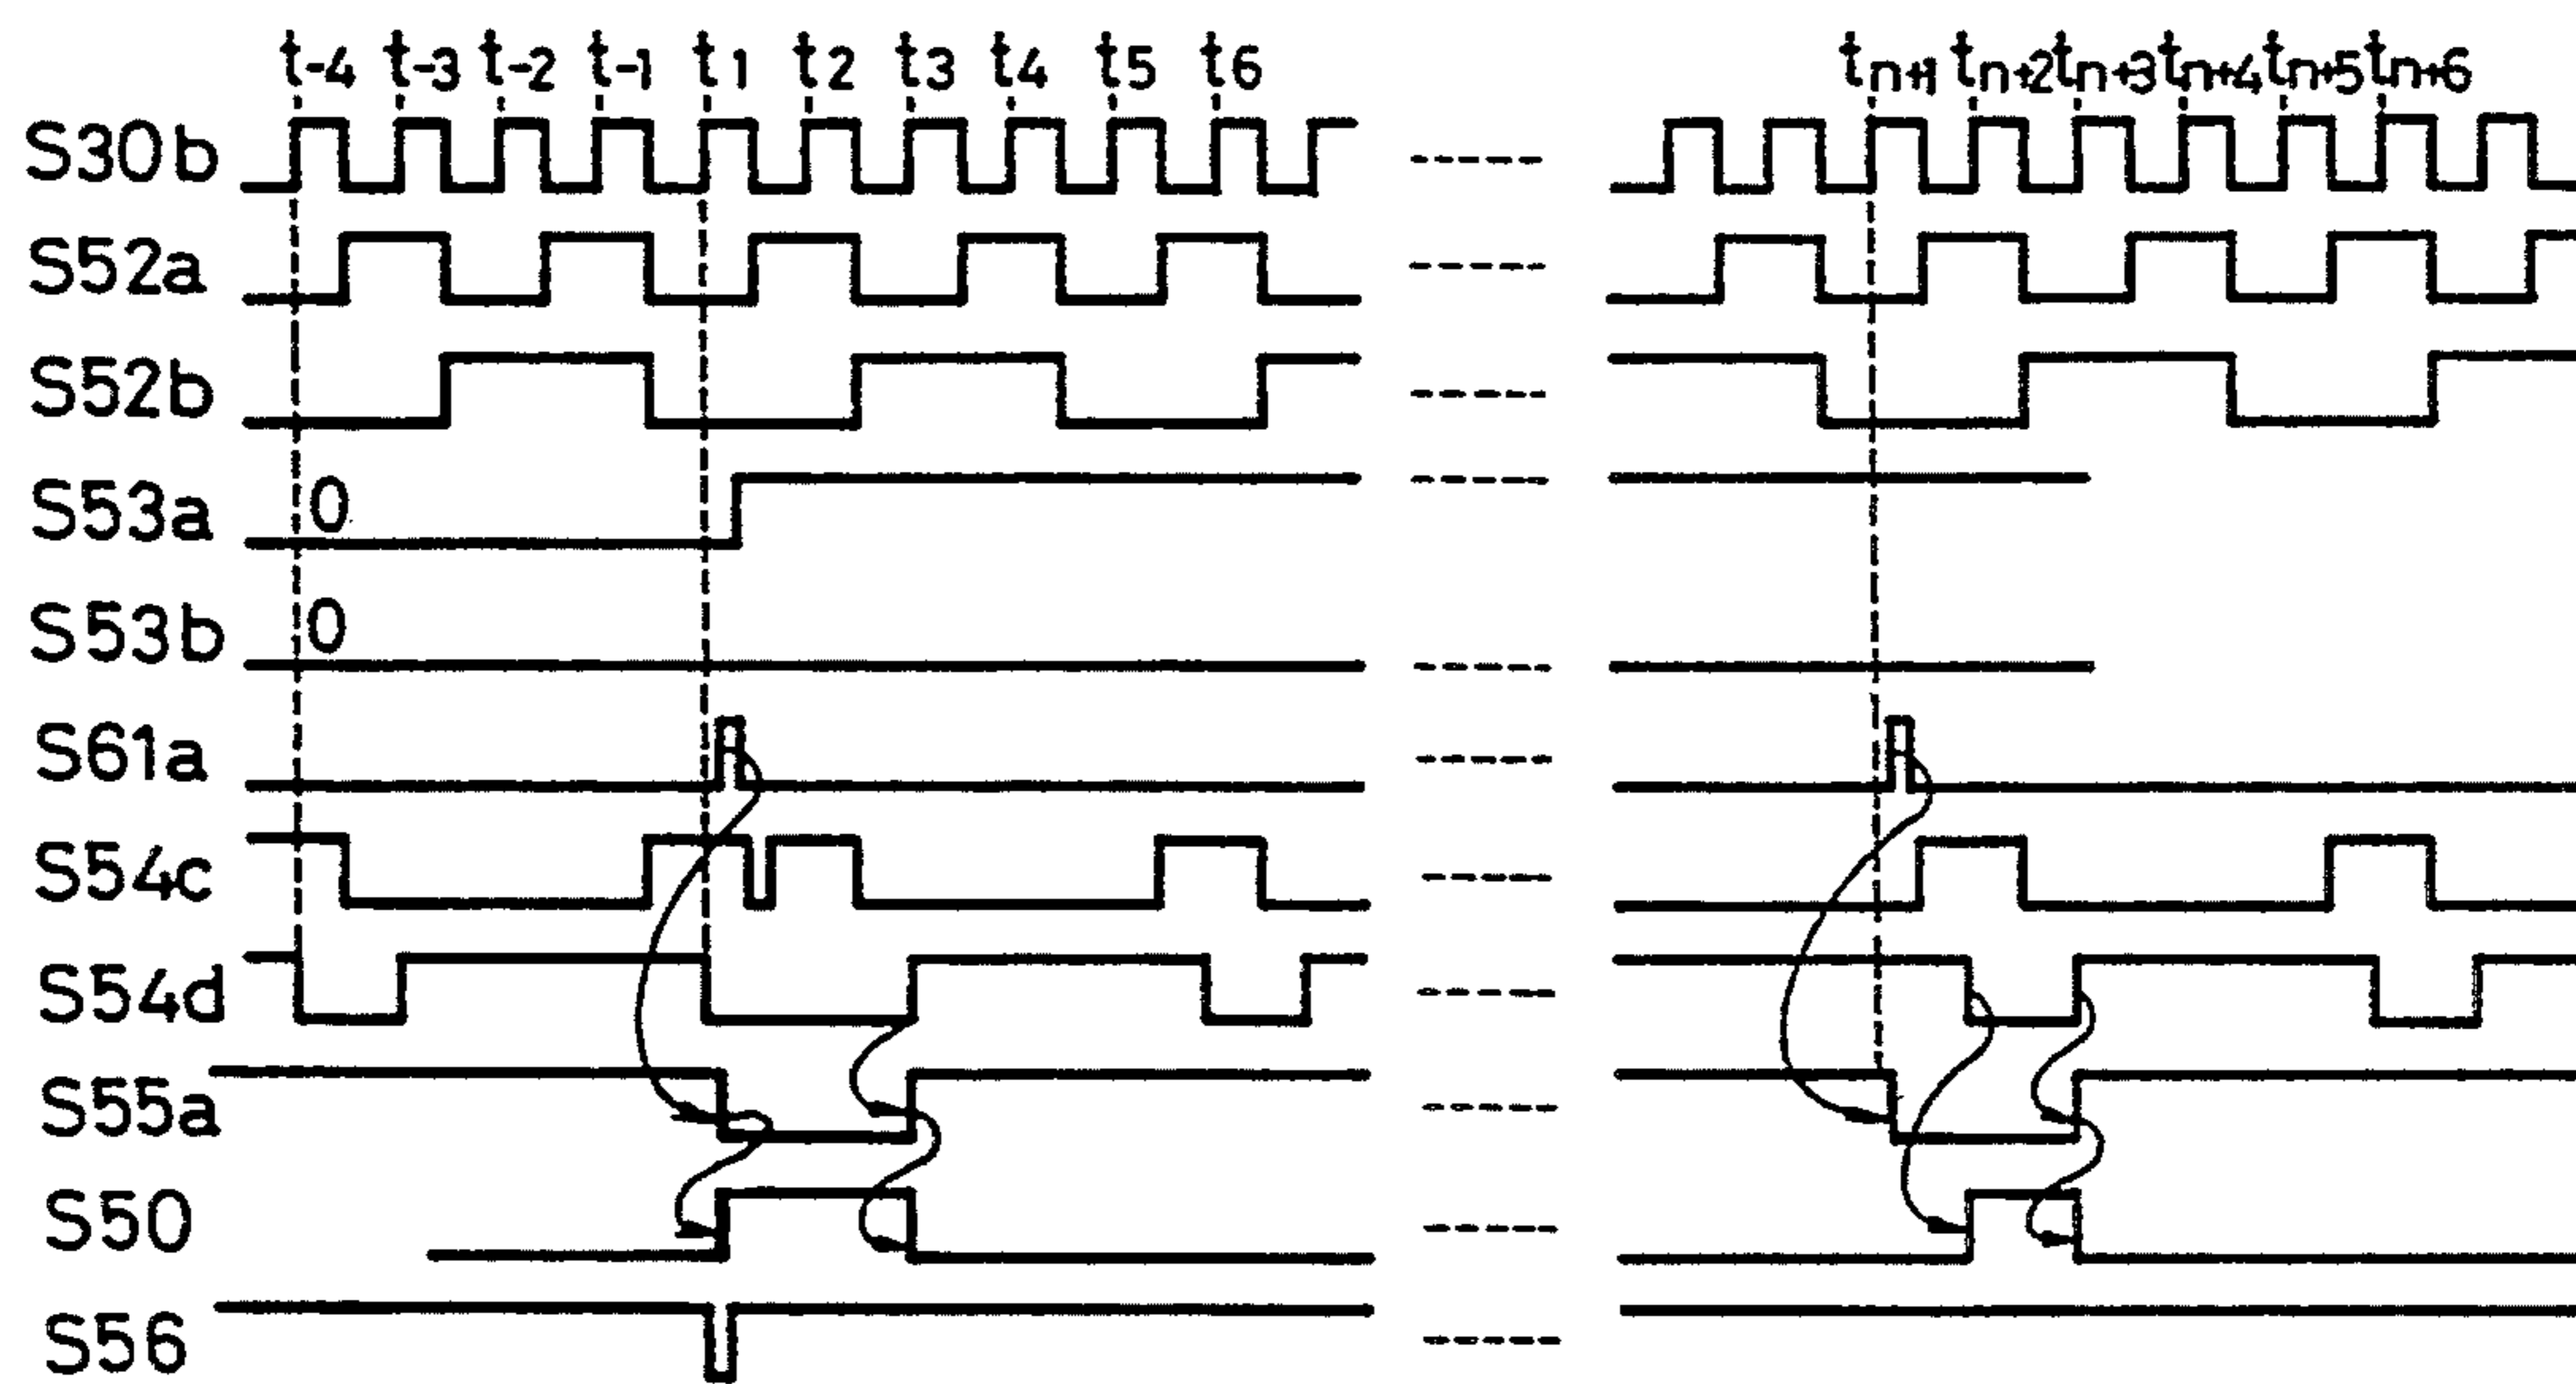 t-4 t-3 t-2 t-1 t1 t2 t3 t4 t5 t6 tn+1 tn+2 tn+3 tn+4 tn+5 tn+6
S30b
S52a
S52b
S53a 0
S53b 0
S61a
S54c
S54d
S55a
S50
S56